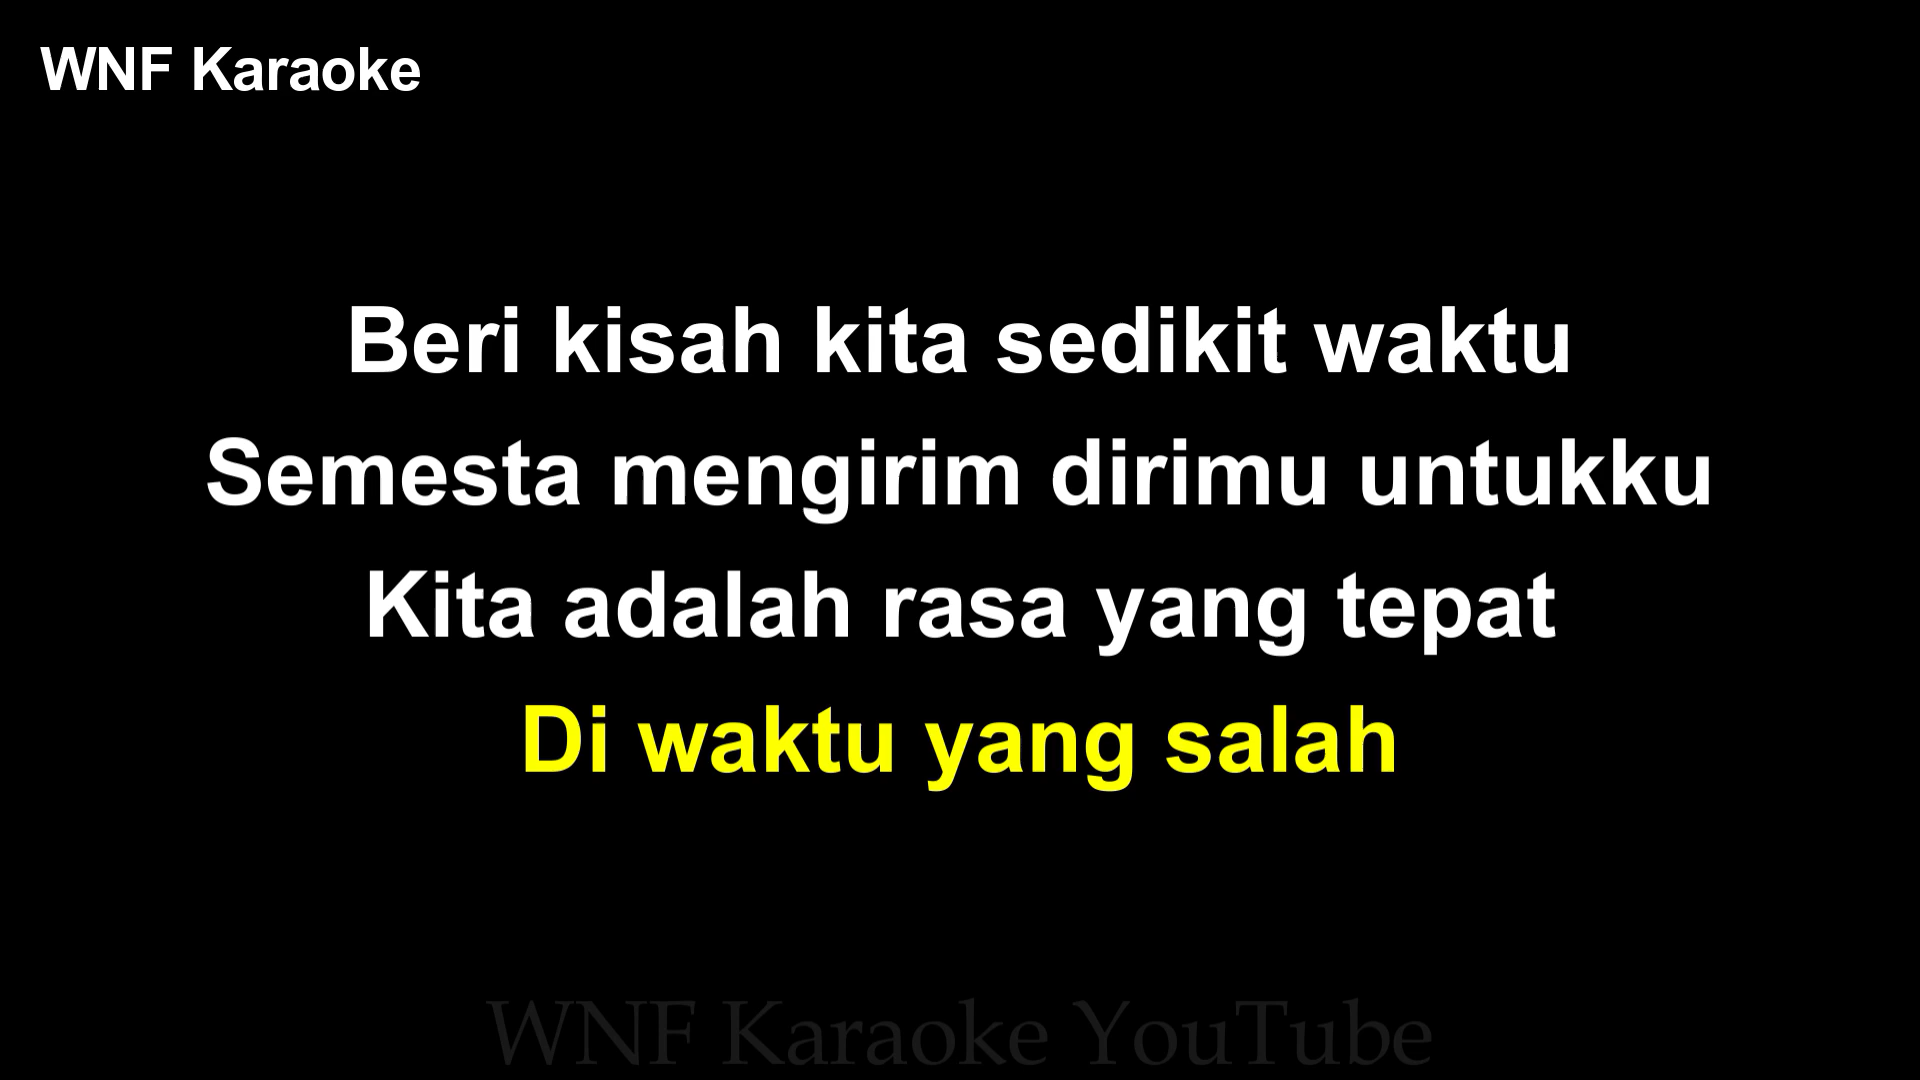 WNF Karaoke
Beri kisah kita sedikit waktu
Semesta mengirim dirimu untukku
Kita adalah rasa yang tepat
Di waktu yang salah
WNF Karaoke YouTube